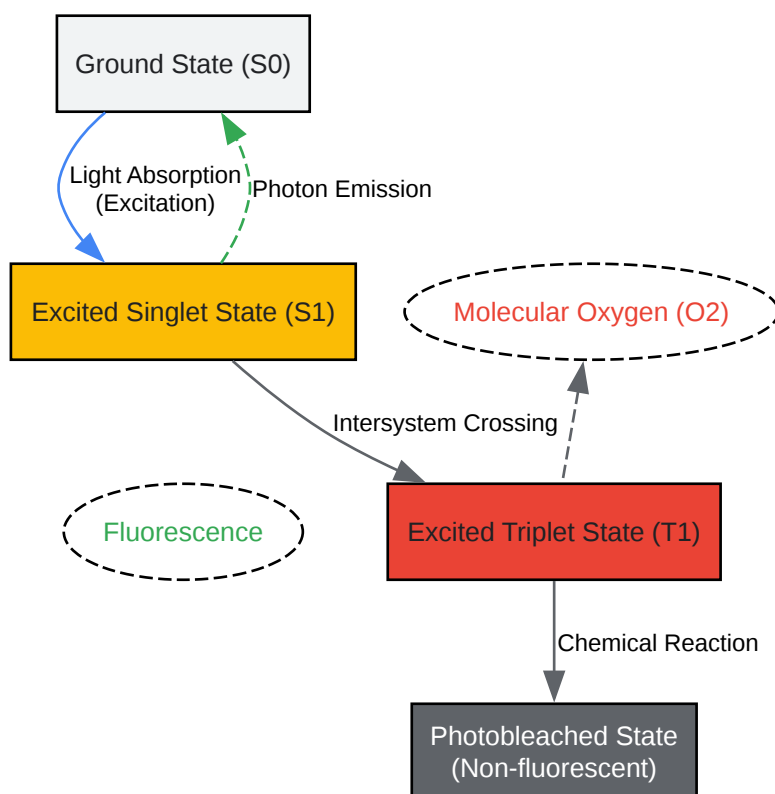 Ground State (S0)
Light Absorption
(Excitation)
Photon Emission
Excited Singlet State (S1)
Molecular Oxygen (O2)
Intersystem Crossing
Fluorescence
Excited Triplet State (T1)
Chemical Reaction
Photobleached State
(Non-fluorescent)